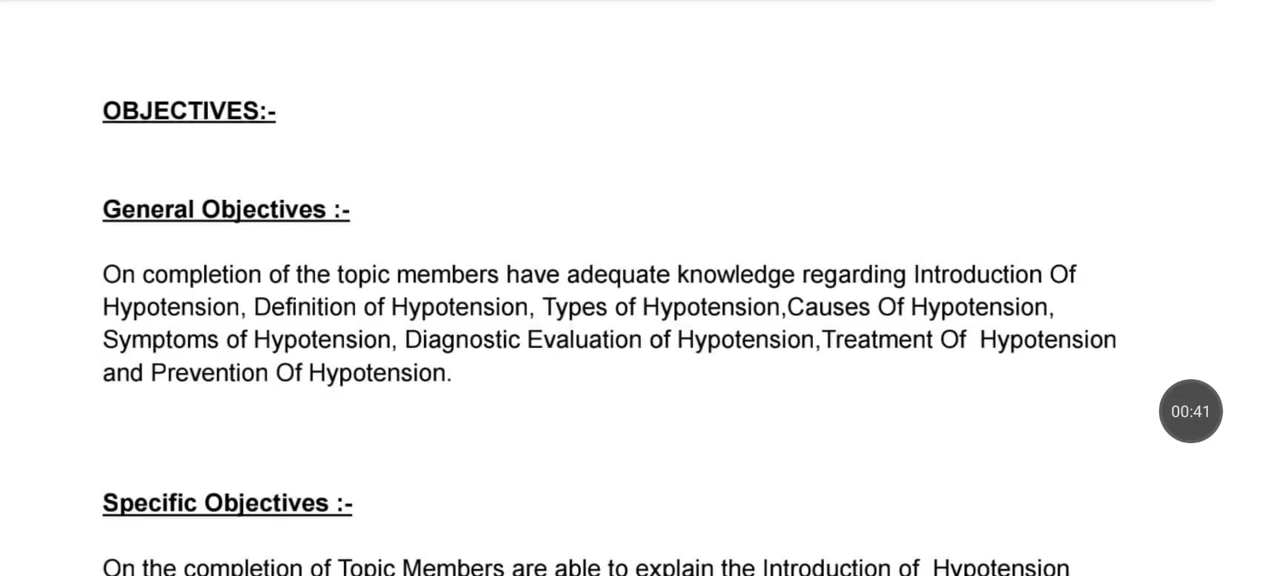 OBJECTIVES:-
General Objectives :-
On completion of the topic members have adequate knowledge regarding Introduction Of
Hypotension, Definition of Hypotension, Types of Hypotension,Causes Of Hypotension,
Symptoms of Hypotension, Diagnostic Evaluation of Hypotension,Treatment Of  Hypotension
and Prevention Of Hypotension.
00:41
Specific Objectives :-
On the completion of Topic Members are able to explain the Introduction of  Hypotension